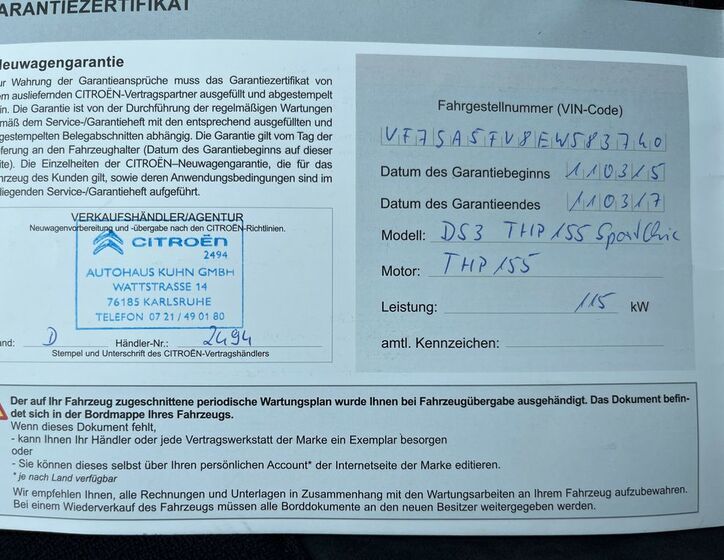 GARANTIEZERTIFIKAT
Neuwagengarantie
zur Wahrung der Garantieansprüche muss das Garantiezertifikat von
ausliefernden CITROËN-Vertragspartner ausgefüllt und abgestempelt
Die Garantie ist von der Durchführung der regelmäßigen Wartungen
dem Service-/Garantieheft mit den entsprechend ausgefüllten und
Belegabschnitten abhängig. Die Garantie gilt vom Tag der
an den Fahrzeughalter (Datum des Garantiebeginns auf dieser
Die Einzelheiten der CITROËN–Neuwagengarantie, die für das
des Kunden gilt, sowie deren Anwendungsbedingungen sind im
Service-/Garantieheft aufgeführt.
VERKAUFSHÄNDLER/AGENTUR
Neuwagenvorbereitung und -übergabe nach den CITROËN-Richtlinien.
CITROËN
2494
AUTOHAUS KUHN GMBH
WATTSTRASSE 14
76185 KARLSRUHE
TELEFON 07 21 / 49 01 80
D Händler-Nr.: 2494
Stempel und Unterschrift des CITROËN-Vertragshändlers
Fahrgestellnummer (VIN-Code)
VF7SA5FV8EW583740
Datum des Garantiebeginns 110315
Datum des Garantieendes 110317
Modell: DS3 THP 155 SportChic
Motor: THP 155
Leistung: 115 kW
amtl. Kennzeichen:
Der auf Ihr Fahrzeug zugeschnittene periodische Wartungsplan wurde Ihnen bei Fahrzeugübergabe ausgehändigt. Das Dokument befin-
det sich in der Bordmappe Ihres Fahrzeugs.
Wenn dieses Dokument fehlt,
- kann Ihnen Ihr Händler oder jede Vertragswerkstatt der Marke ein Exemplar besorgen
oder
- Sie können dieses selbst über Ihren persönlichen Account* der Internetseite der Marke editieren.
* je nach Land verfügbar
Wir empfehlen Ihnen, alle Rechnungen und Unterlagen in Zusammenhang mit den Wartungsarbeiten an Ihrem Fahrzeug aufzubewahren.
Bei einem Wiederverkauf des Fahrzeugs müssen alle Borddokumente an den neuen Besitzer weitergegeben werden.